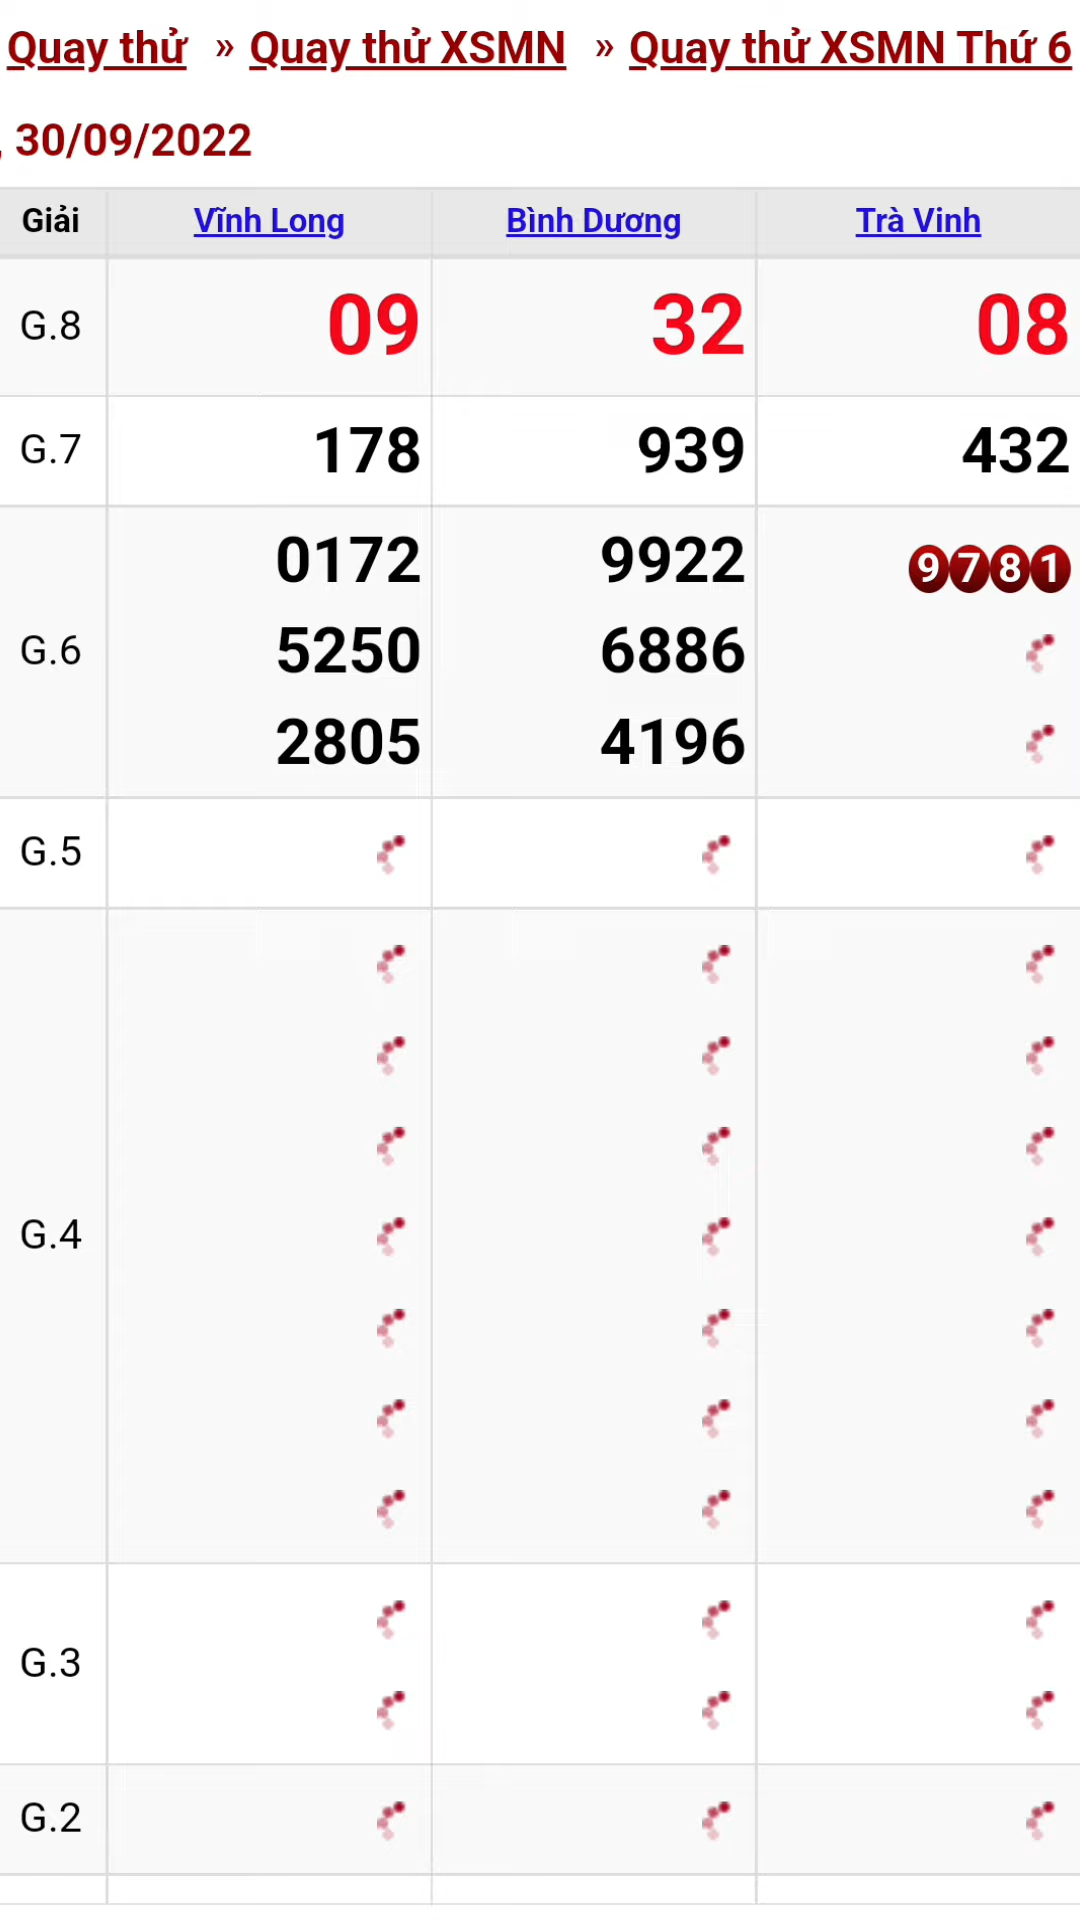 Quay thử » Quay thử XSMN » Quay thử XSMN Thứ 6
, 30/09/2022
Giải Vĩnh Long Bình Dương Trà Vinh
G.8 09 32 08
G.7 178 939 432
G.6 0172 9922 9781
5250 6886
2805 4196
G.5
G.4
G.3
G.2